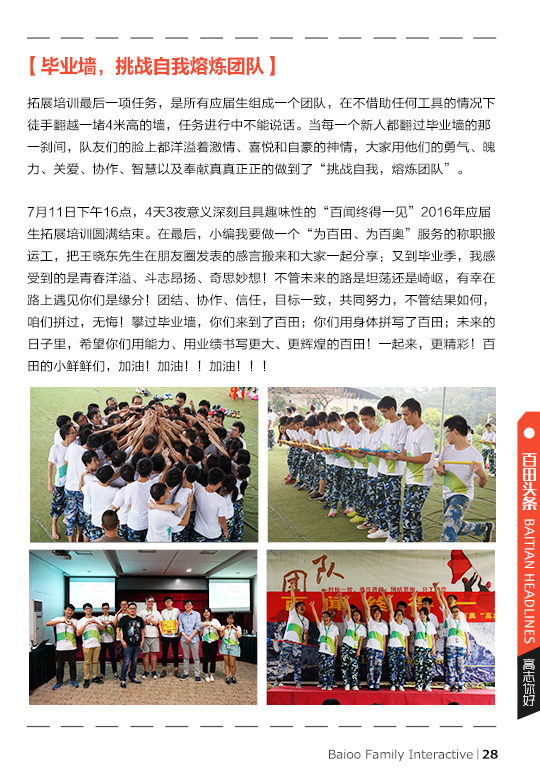 【 毕业墙，挑战自我熔炼团队 】
拓展培训最后一项任务，是所有应届生组成一个团队，在不借助任何工具的情况下
徒手翻越一堵4米高的墙，任务进行中不能说话。当每一个新人都翻过毕业墙的那
一刹间，队友们的脸上都洋溢着激情、喜悦和自豪的神情，大家用他们的勇气、魄
力、关爱、协作、智慧以及奉献真真正正的做到了“挑战自我，熔炼团队”。
7月11日下午16点，4天3夜意义深刻且具趣味性的“百闻终得一见”2016年应届
生拓展培训圆满结束。在最后，小编我要做一个“为百田、为百奥”服务的称职搬
运工，把王晓东先生在朋友圈发表的感言搬来和大家一起分享；又到毕业季，我感
受到的是青春洋溢、斗志昂扬、奇思妙想！不管未来的路是坦荡还是崎岖，有幸在
路上遇见你们是缘分！团结、协作、信任，目标一致，共同努力，不管结果如何，
咱们拼过，无悔！攀过毕业墙，你们来到了百田；你们用身体拼写了百田；未来的
日子里，希望你们用能力、用业绩书写更大、更辉煌的百田！一起来，更精彩！百
田的小鲜鲜们，加油！加油！！加油！！！
团队
百田头条 BAITIAN HEADLINES
高志你好
Baioo Family Interactive | 28